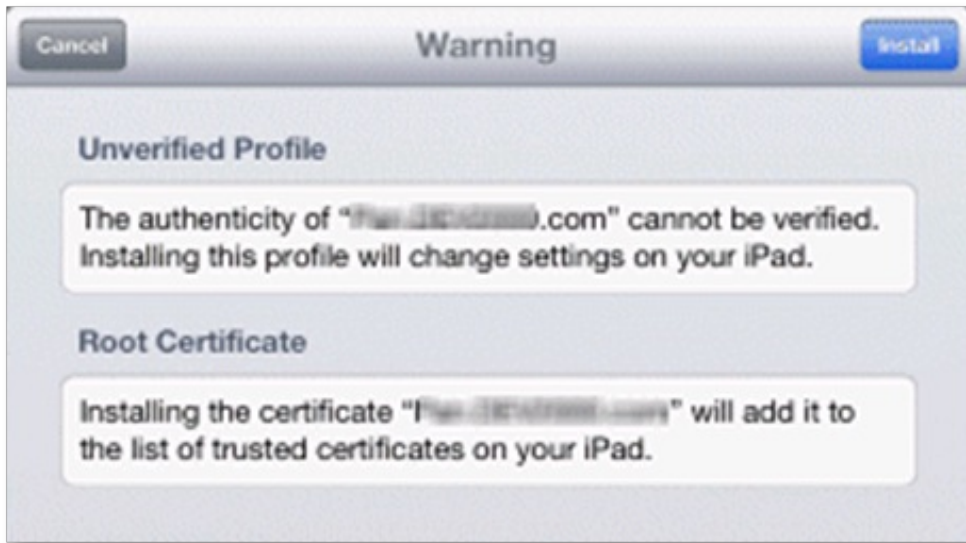 Cancel
Warning
Install
Unverified Profile
The authenticity of “ .com” cannot be verified.
Installing this profile will change settings on your iPad.
Root Certificate
Installing the certificate “ ” will add it to
the list of trusted certificates on your iPad.